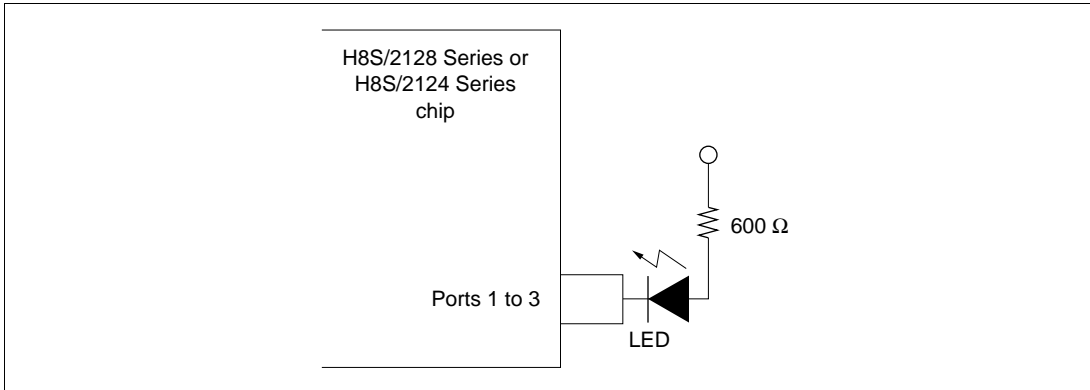 H8S/2128 Series or
H8S/2124 Series
chip
600 Ω
Ports 1 to 3
LED